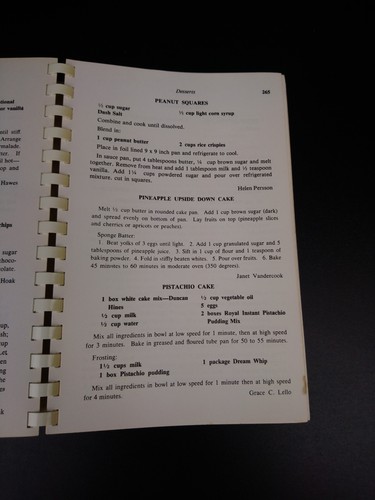 Desserts 265
PEANUT SQUARES
½ cup sugar
Dash Salt
½ cup light corn syrup
Combine and cook until dissolved.
Blend in:
1 cup peanut butter
2 cups rice crispies
Place in foil lined 9 x 9 inch pan and refrigerate to cool.
In sauce pan, put 4 tablespoons butter, ¼ cup brown sugar and melt
together. Remove from heat and add 1 tablespoon milk and ½ teaspoon
vanilla. Add 1¼ cups powdered sugar and pour over refrigerated
mixture, cut in squares.
Helen Persson
PINEAPPLE UPSIDE DOWN CAKE
Melt ½ cup butter in rounded cake pan. Add 1 cup brown sugar (dark)
and spread evenly on bottom of pan. Lay fruits on top (pineapple slices
and cherries or apricots or peaches).
Sponge Batter:
1. Beat yolks of 3 eggs until light. 2. Add 1 cup granulated sugar and 5
tablespoons of pineapple juice. 3. Sift in 1 cup of flour and 1 teaspoon of
baking powder. 4. Fold in stiffly beaten whites. 5. Pour over fruits. 6. Bake
45 minutes to 60 minutes in moderate oven (350 degrees).
Janet Vandercook
PISTACHIO CAKE
1 box white cake mix—Duncan
Hines
½ cup milk
½ cup water
½ cup vegetable oil
5 eggs
2 boxes Royal Instant Pistachio
Pudding Mix
Mix all ingredients in bowl at low speed for 1 minute, then at high speed
for 3 minutes. Bake in greased and floured tube pan for 50 to 55 minutes.
Frosting:
1½ cups milk
1 box Pistachio pudding
1 package Dream Whip
Mix all ingredients in bowl at low speed for 1 minute then at high speed
for 4 minutes.
Grace C. Lello
or vanilla
Arrange
If
hot—
and
Hawes
sugar
Hoak